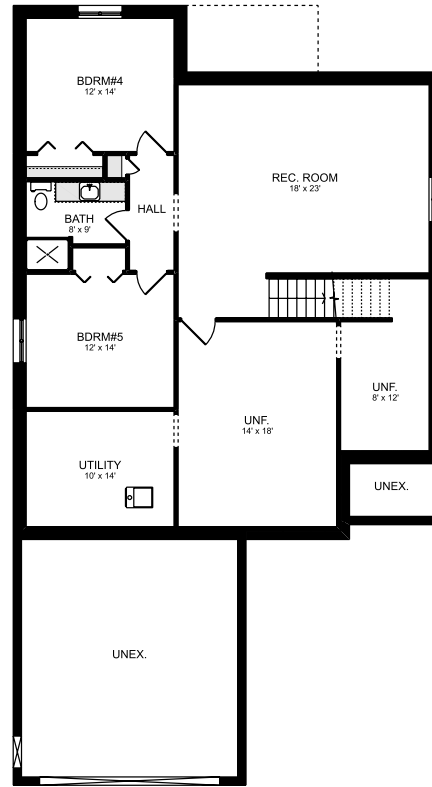 BDRM#4
12' x 14'
REC. ROOM
18' x 23'
HALL
BATH
8' x 9'
BDRM#5
12' x 14'
UNF.
8' x 12'
UNF.
14' x 18'
UTILITY
10' x 14'
UNEX.
UNEX.